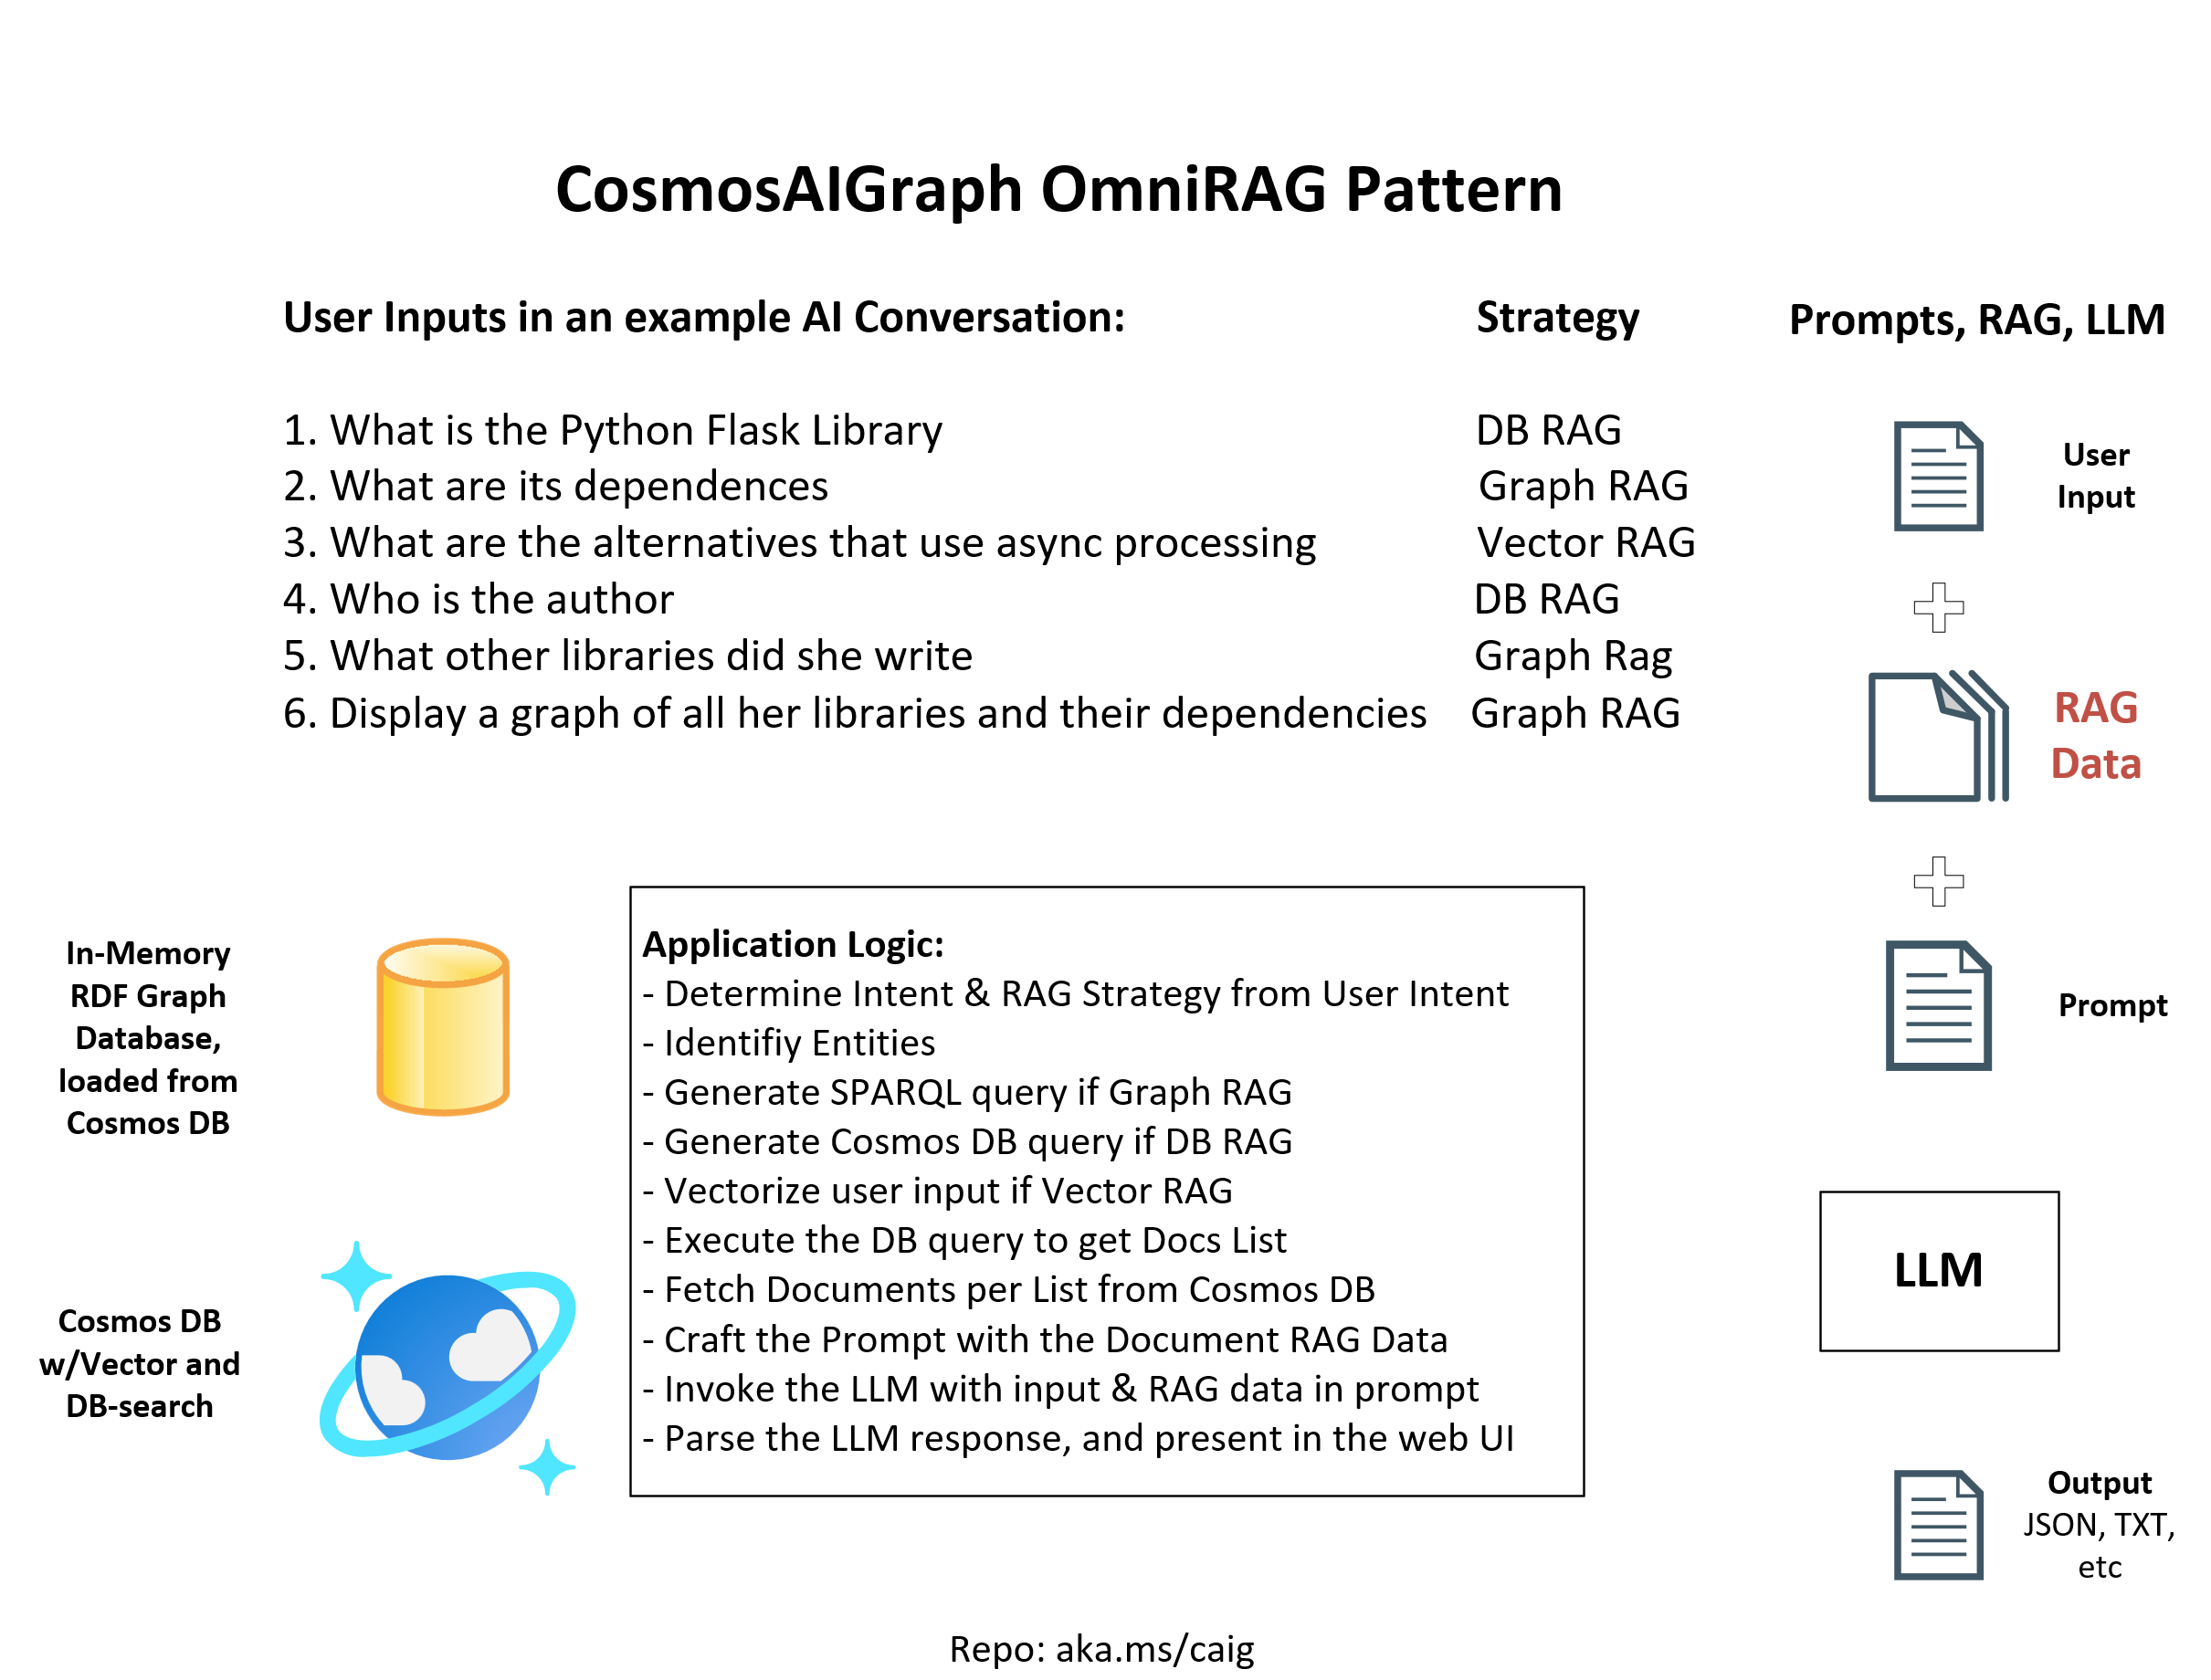 CosmosAIGraph OmniRAG Pattern
User Inputs in an example AI Conversation:
Strategy
Prompts, RAG, LLM
1. What is the Python Flask Library
DB RAG
2. What are its dependences
Graph RAG
3. What are the alternatives that use async processing
Vector RAG
4. Who is the author
DB RAG
5. What other libraries did she write
Graph Rag
6. Display a graph of all her libraries and their dependencies
Graph RAG
User
Input
RAG
Data
Prompt
LLM
Output
JSON, TXT,
etc
In-Memory
RDF Graph
Database,
loaded from
Cosmos DB
Cosmos DB
w/Vector and
DB-search
Application Logic:
- Determine Intent & RAG Strategy from User Intent
- Identifiy Entities
- Generate SPARQL query if Graph RAG
- Generate Cosmos DB query if DB RAG
- Vectorize user input if Vector RAG
- Execute the DB query to get Docs List
- Fetch Documents per List from Cosmos DB
- Craft the Prompt with the Document RAG Data
- Invoke the LLM with input & RAG data in prompt
- Parse the LLM response, and present in the web UI
Repo: aka.ms/caig